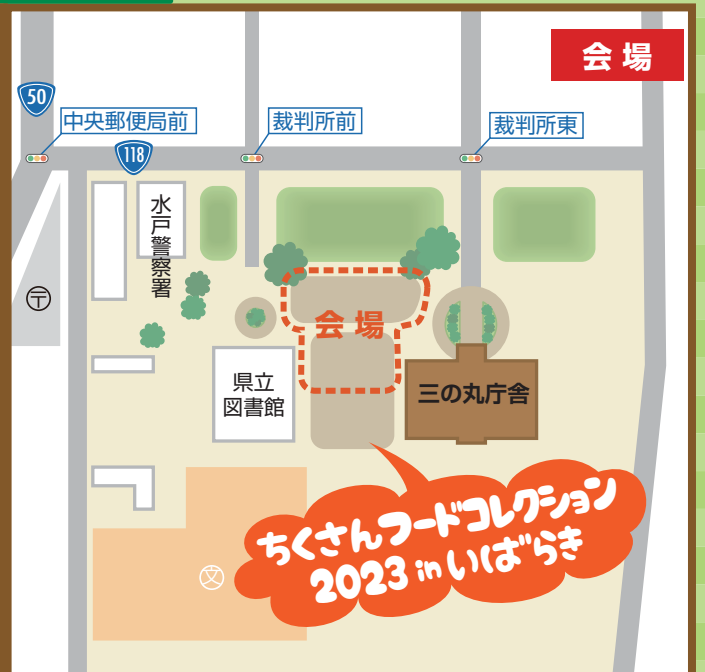 会場
50
中央郵便局前
裁判所前
裁判所東
118
水戸警察署
〒
会場
県立
図書館
三の丸庁舎
ちくさんフードコレクション
2023 in いばらき
文